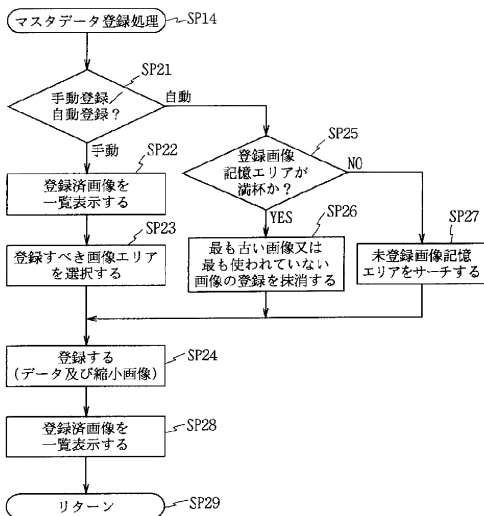 マスタデータ登録処理
SP14
SP21
手動登録/
自動登録?
自動
手動
SP22
登録済画像を
一覧表示する
SP23
登録すべき画像エリア
を選択する
SP25
登録画像
記憶エリアが
満杯か?
NO
YES
SP26
最も古い画像又は
最も使われていない
画像の登録を抹消する
SP27
未登録画像記憶
エリアをサーチする
登録する
(データ及び縮小画像)
SP24
登録済画像を
一覧表示する
SP28
リターン
SP29